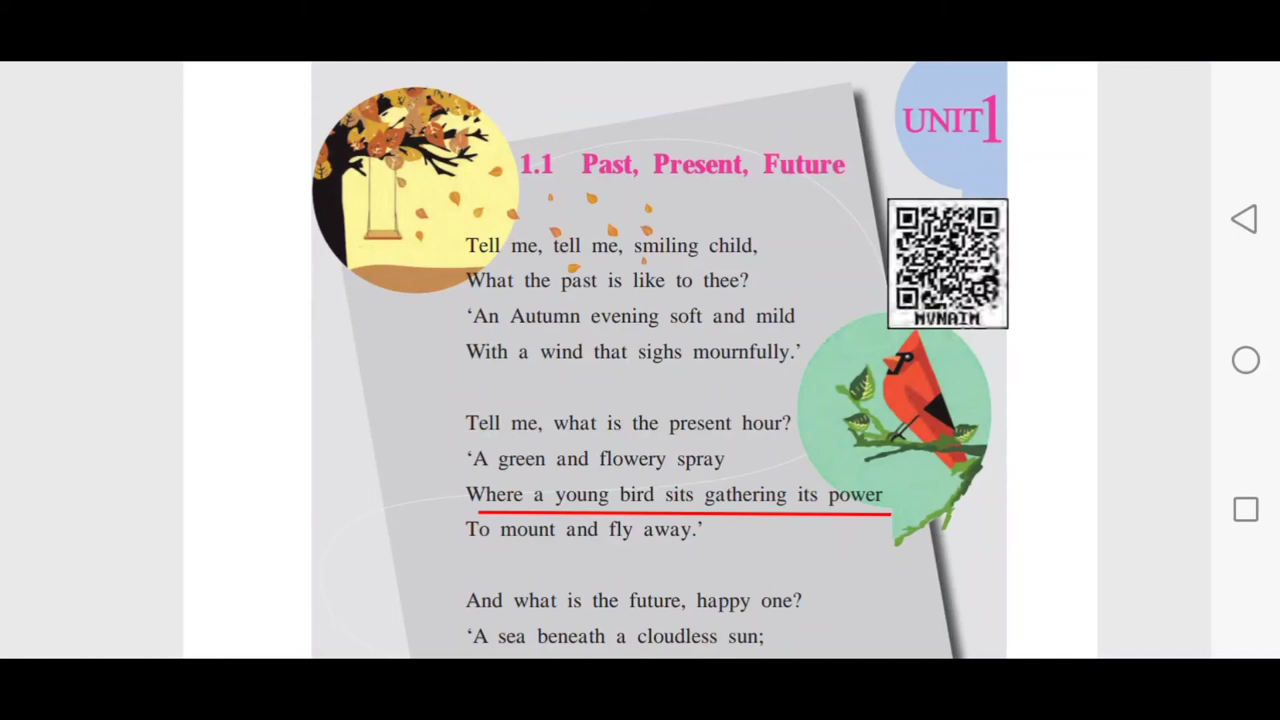 UNIT 1
1.1 Past, Present, Future
Tell me, tell me, smiling child,
What the past is like to thee?
‘An Autumn evening soft and mild
With a wind that sighs mournfully.’
Tell me, what is the present hour?
‘A green and flowery spray
Where a young bird sits gathering its power
To mount and fly away.’
And what is the future, happy one?
‘A sea beneath a cloudless sun;
MVNAIM